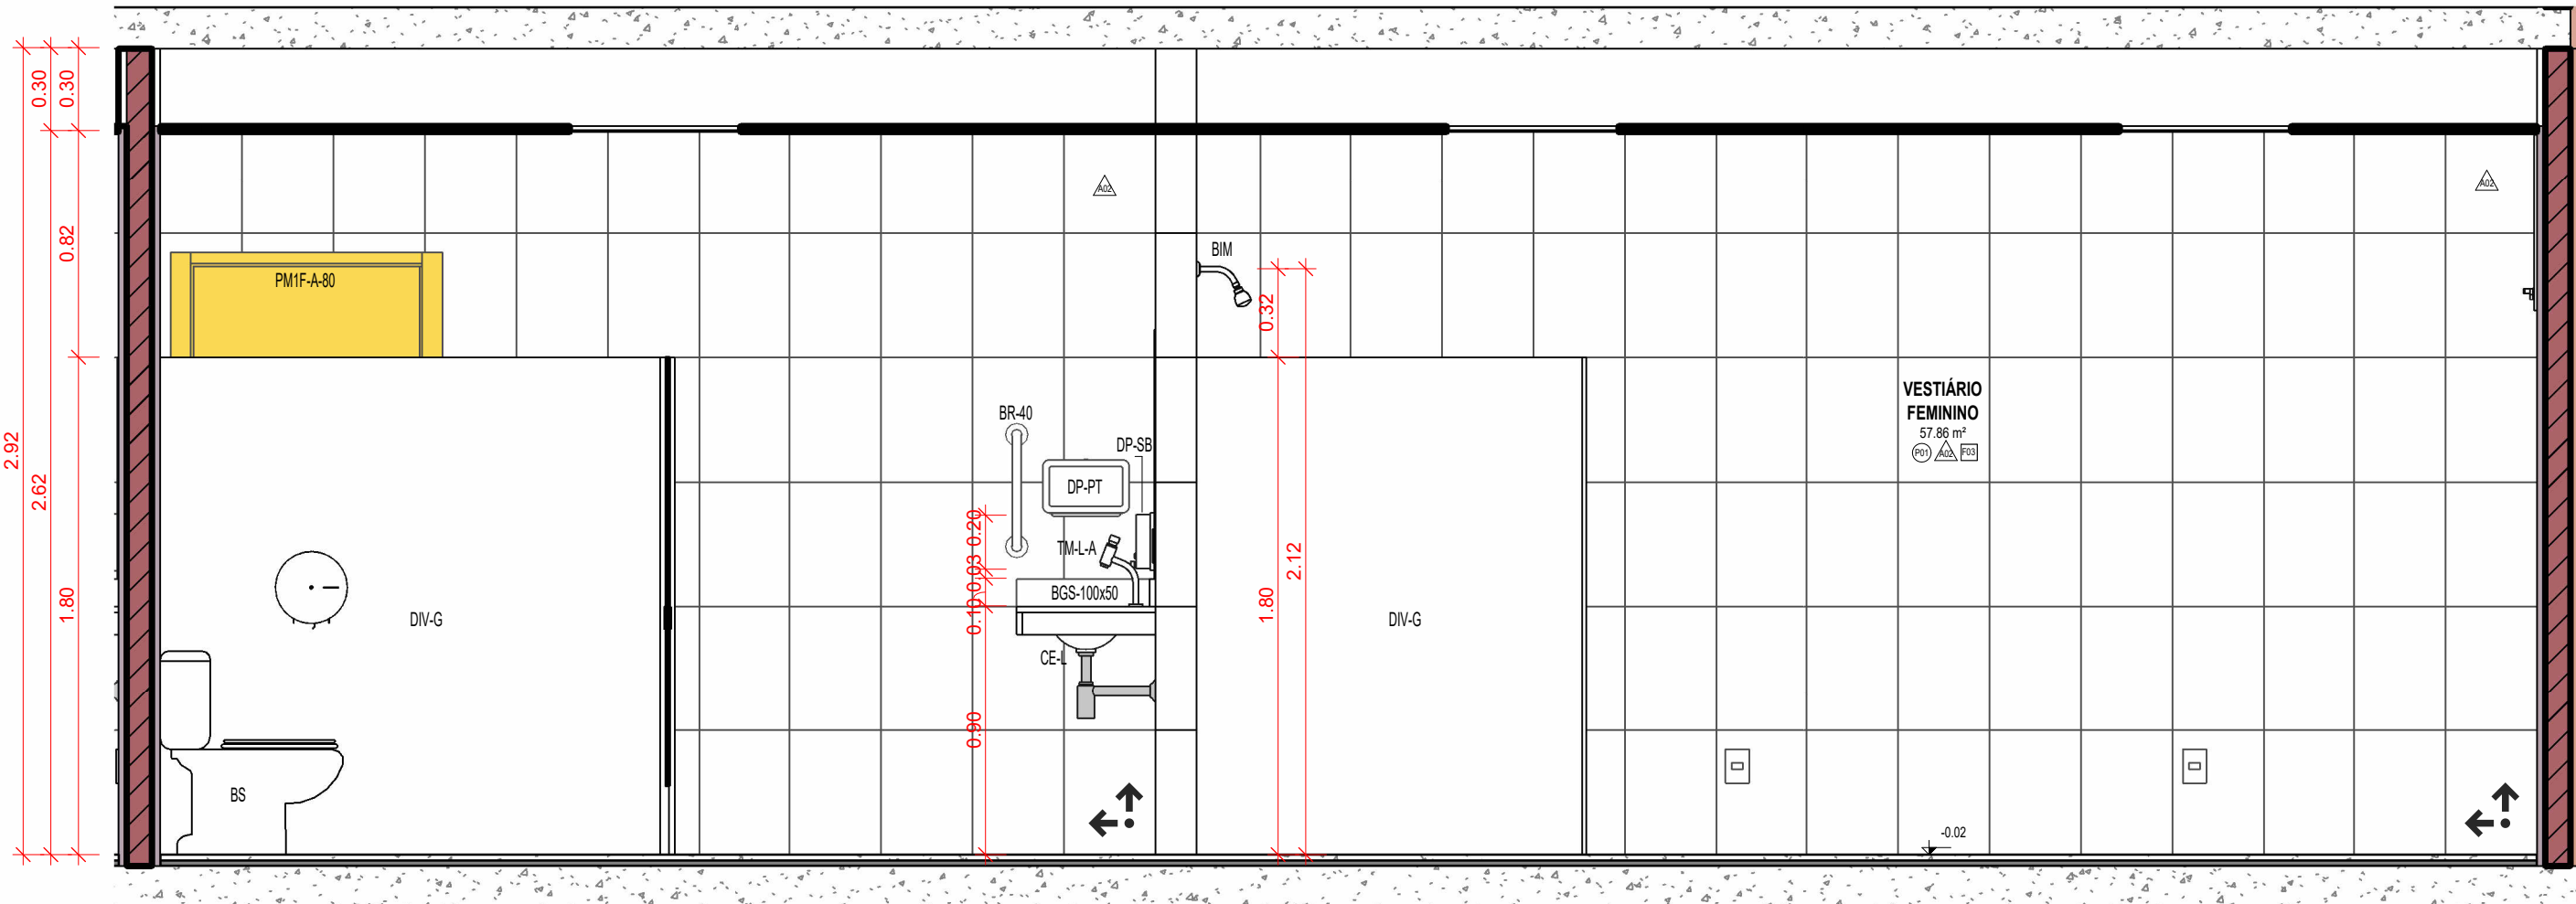 0.30
0.30
0.82
2.92
2.62
1.80
PM1F-A-80
DIV-G
BS
A02
BR-40
DP-SB
DP-PT
0.20
TM-L-A
0.03
0.10
BGS-100x50
CE-L
0.90
BIM
0.32
2.12
1.80
DIV-G
VESTIÁRIO
FEMININO
57.86 m²
P01 A02 F03
A02
-0.02